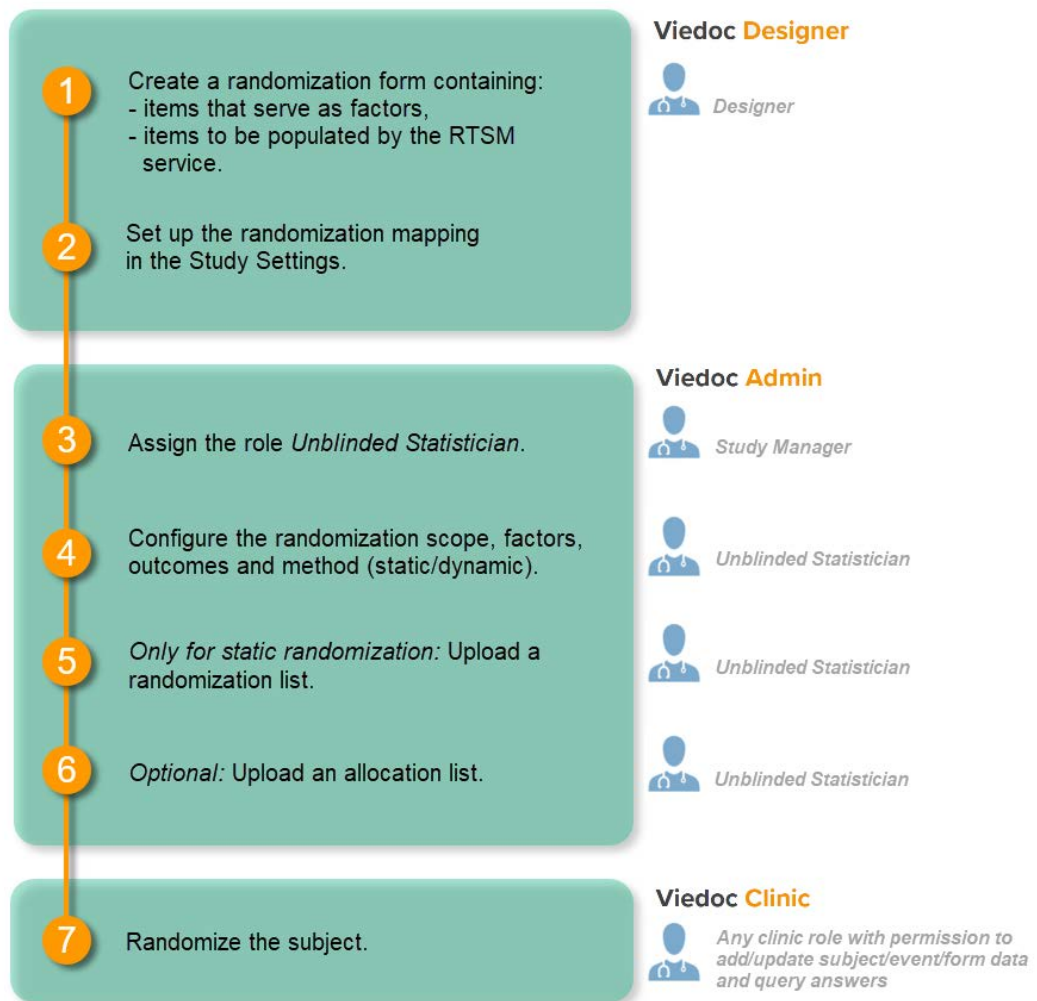 Viedoc Designer
1
Create a randomization form containing:
- items that serve as factors,
- items to be populated by the RTSM
service.
Designer
2
Set up the randomization mapping
in the Study Settings.
Viedoc Admin
3
Assign the role Unblinded Statistician.
Study Manager
4
Configure the randomization scope, factors,
outcomes and method (static/dynamic).
Unblinded Statistician
5
Only for static randomization: Upload a
randomization list.
Unblinded Statistician
6
Optional: Upload an allocation list.
Unblinded Statistician
Viedoc Clinic
7
Randomize the subject.
Any clinic role with permission to
add/update subject/event/form data
and query answers